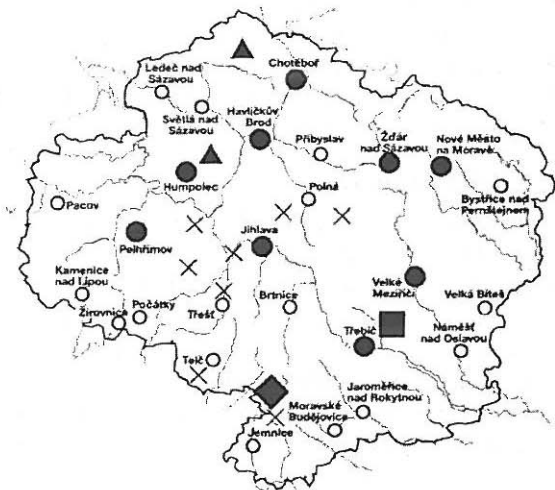 Chotěboř
Ledeč nad
Sázavou
Světlá nad
Sázavou
Havlíčkův
Brod
Přibyslav
Žďár
nad Sázavou
Nové Město
na Moravě
Humpolec
Polná
Bystřice nad
Pernštejnem
Pacov
Pelhřimov
Jihlava
Kamenice
nad Lipou
Velké
Meziříčí
Velká Bíteš
Žirovnice
Počátky
Třešť
Brtnice
Třebíč
Náměšť
nad Oslavou
Telč
Jaroměřice
nad Rokytnou
Moravské
Budějovice
Jemnice